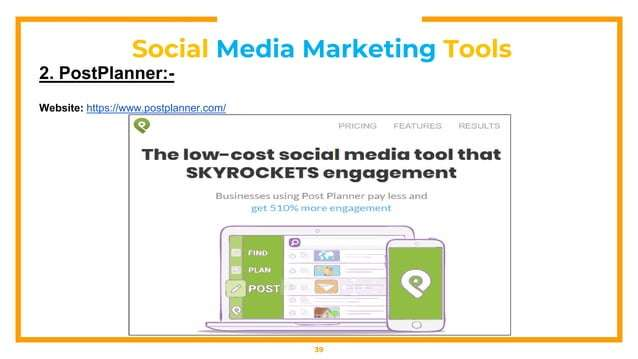 Social Media Marketing Tools
2. PostPlanner:-
Website: https://www.postplanner.com/
PRICING FEATURES RESULTS
The low-cost social media tool that
SKYROCKETS engagement
Businesses using Post Planner pay less and
get 510% more engagement
FIND
PLAN
POST
39